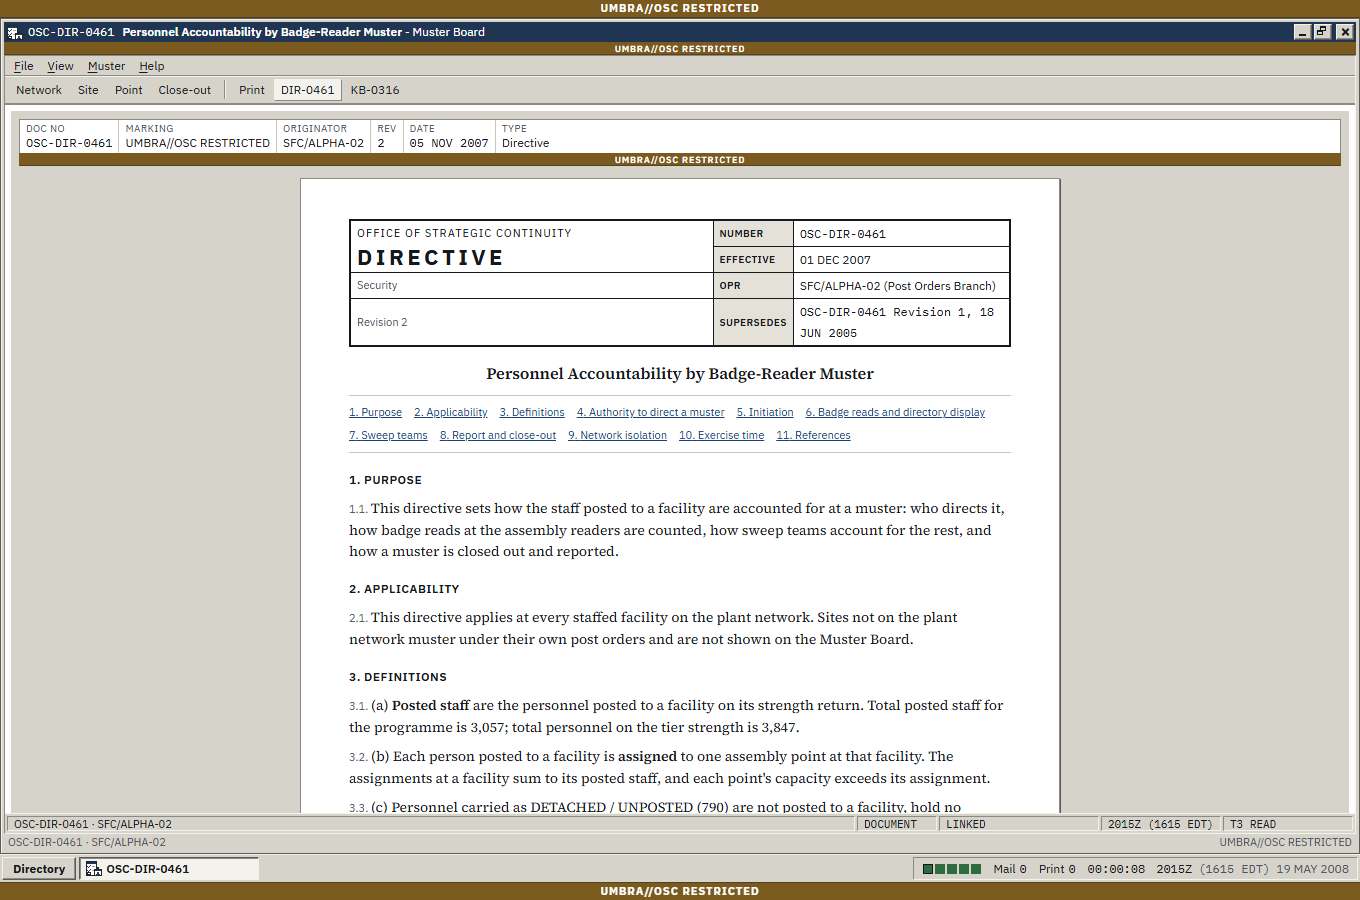 UMBRA//OSC RESTRICTED
OSC-DIR-0461 Personnel Accountability by Badge-Reader Muster - Muster Board
UMBRA//OSC RESTRICTED
File View Muster Help
Network Site Point Close-out Print DIR-0461 KB-0316
DOC NO MARKING ORIGINATOR REV DATE TYPE
OSC-DIR-0461 UMBRA//OSC RESTRICTED SFC/ALPHA-02 2 05 NOV 2007 Directive
UMBRA//OSC RESTRICTED
OFFICE OF STRATEGIC CONTINUITY
DIRECTIVE
NUMBER OSC-DIR-0461
EFFECTIVE 01 DEC 2007
Security
OPR SFC/ALPHA-02 (Post Orders Branch)
Revision 2
SUPERSEDES OSC-DIR-0461 Revision 1, 18
JUN 2005
Personnel Accountability by Badge-Reader Muster
1. Purpose 2. Applicability 3. Definitions 4. Authority to direct a muster 5. Initiation 6. Badge reads and directory display
7. Sweep teams 8. Report and close-out 9. Network isolation 10. Exercise time 11. References
1. PURPOSE
1.1. This directive sets how the staff posted to a facility are accounted for at a muster: who directs it,
how badge reads at the assembly readers are counted, how sweep teams account for the rest, and
how a muster is closed out and reported.
2. APPLICABILITY
2.1. This directive applies at every staffed facility on the plant network. Sites not on the plant
network muster under their own post orders and are not shown on the Muster Board.
3. DEFINITIONS
3.1. (a) Posted staff are the personnel posted to a facility on its strength return. Total posted staff for
the programme is 3,057; total personnel on the tier strength is 3,847.
3.2. (b) Each person posted to a facility is assigned to one assembly point at that facility. The
assignments at a facility sum to its posted staff, and each point's capacity exceeds its assignment.
3.3. (c) Personnel carried as DETACHED / UNPOSTED (790) are not posted to a facility, hold no
OSC-DIR-0461 · SFC/ALPHA-02 DOCUMENT LINKED 2015Z (1615 EDT) T3 READ
OSC-DIR-0461 · SFC/ALPHA-02 UMBRA//OSC RESTRICTED
Directory OSC-DIR-0461 Mail 0 Print 0 00:00:08 2015Z (1615 EDT) 19 MAY 2008
UMBRA//OSC RESTRICTED